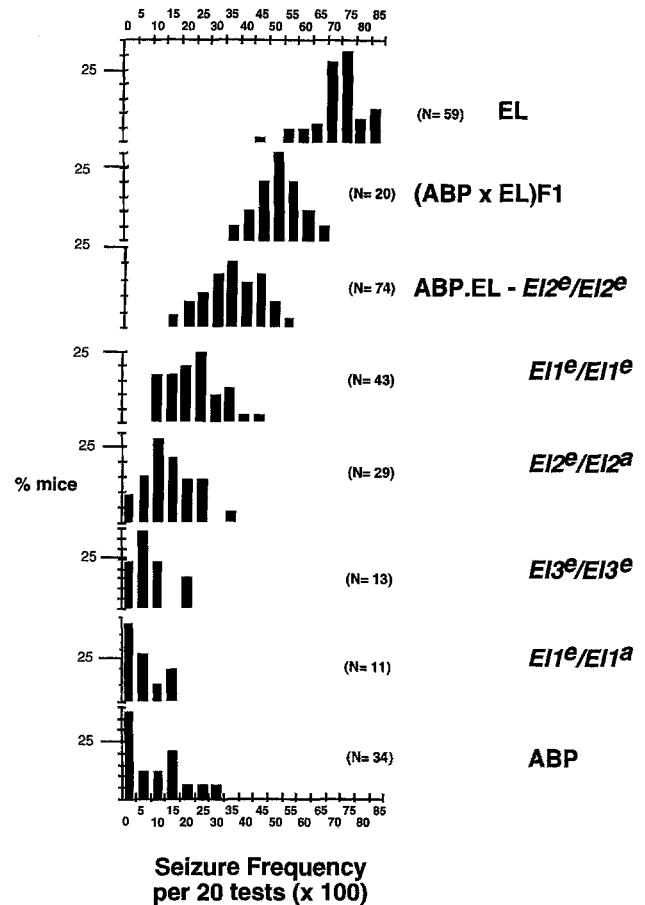 5 15 25 35 45 55 65 75 85
0 10 20 30 40 50 60 70 80
25
(N= 59) EL
25
(N= 20) (ABP x EL)F1
25
(N= 74) ABP.EL - El2e/El2e
25
(N= 43) El1e/El1e
25
(N= 29) El2e/El2a
% mice
25
(N= 13) El3e/El3e
25
(N= 11) El1e/El1a
25
(N= 34) ABP
5 15 25 35 45 55 65 75 85
0 10 20 30 40 50 60 70 80
Seizure Frequency
per 20 tests (x 100)